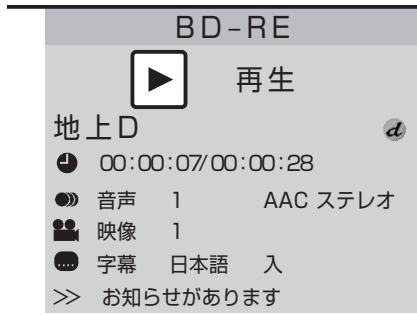 BD-RE
再生
地上D d
00:00:07/00:00:28
音声 1 AAC ステレオ
映像 1
字幕 日本語 入
>> お知らせがあります